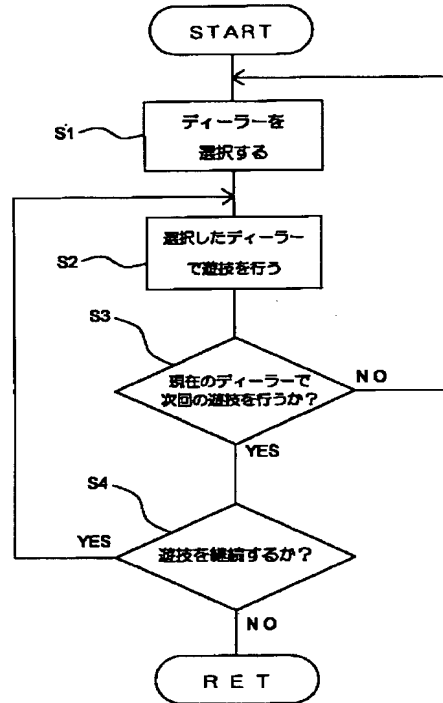 START
S1
ディーラーを
選択する
S2
選択したディーラー
で遊技を行う
S3
現在のディーラーで
次回の遊技を行うか？
NO
YES
S4
YES
遊技を継続するか？
NO
RET